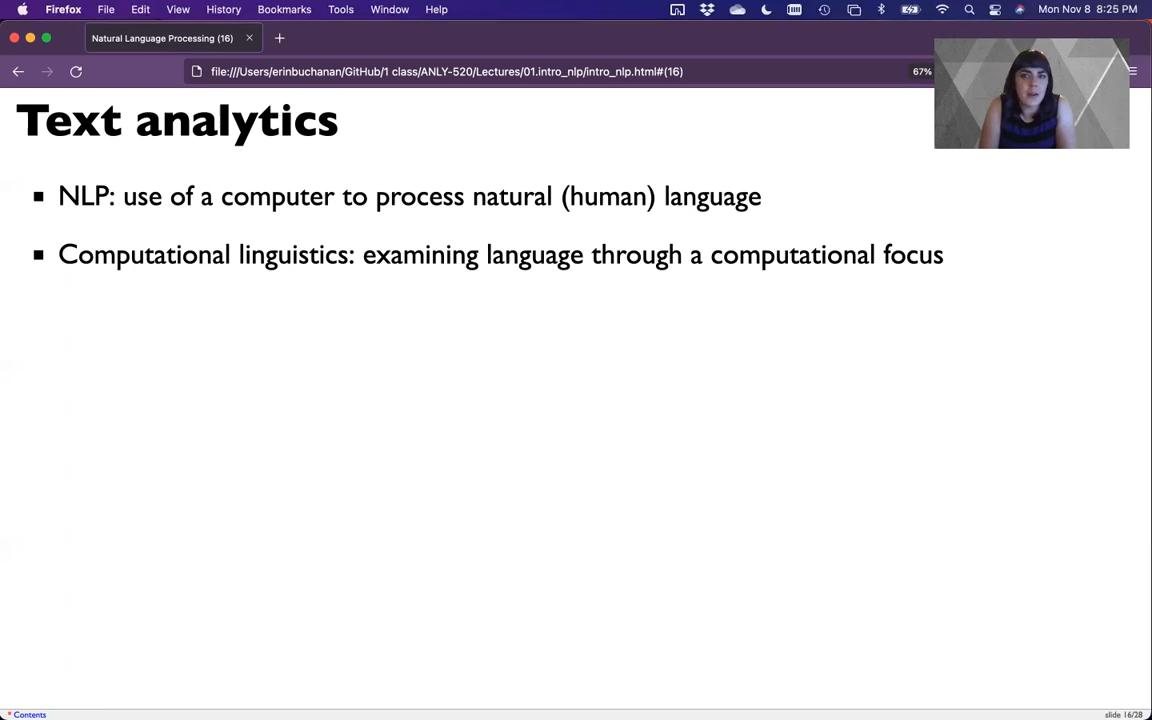 Firefox File Edit View History Bookmarks Tools Window Help Mon Nov 8 8:25 PM
Natural Language Processing (16)
file:///Users/erinbuchanan/GitHub/1 class/ANLY-520/Lectures/01.intro_nlp/intro_nlp.html#(16) 67%
Text analytics
NLP: use of a computer to process natural (human) language
Computational linguistics: examining language through a computational focus
* Contents slide 16/28